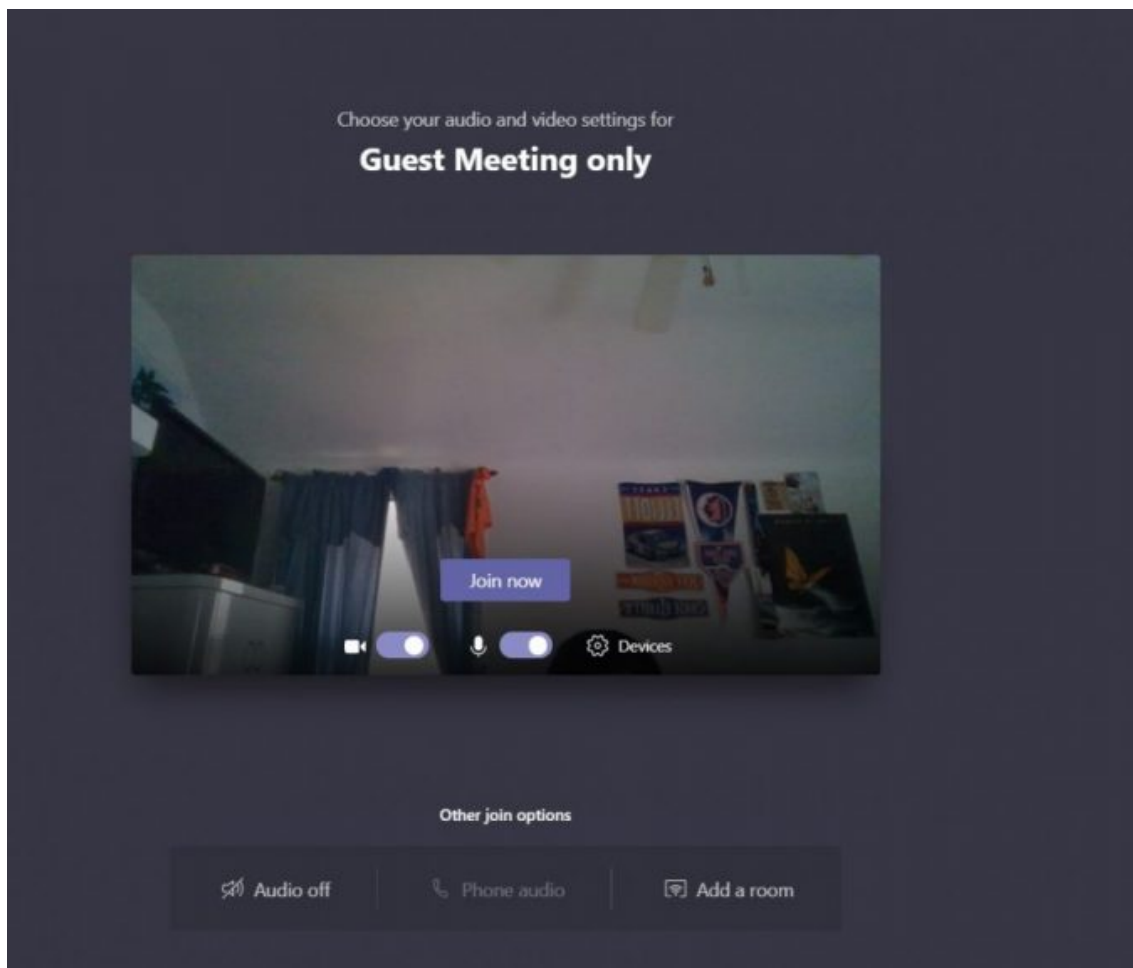 Choose your audio and video settings for
Guest Meeting only
Join now
Devices
Other join options
Audio off
Phone audio
Add a room